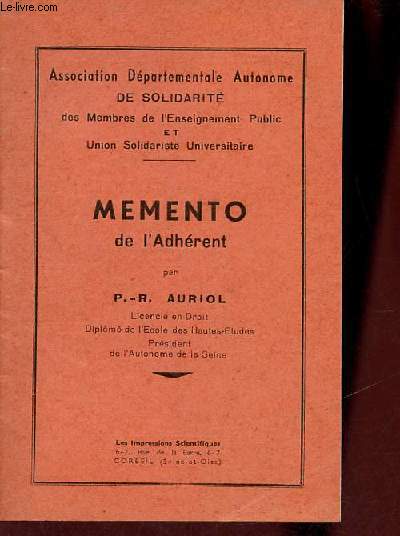 Le-livre.com
Association Départementale Autonome
DE SOLIDARITÉ
des Membres de l'Enseignement Public
ET
Union Solidariste Universitaire
MEMENTO
de l'Adhérent
par
P.-R. AURIOL
Licencié en Droit
Diplômé de l'Ecole des Hautes-Etudes
Président
de l'Autonome de la Seine
Les Impressions Scientifiques
CORBEIL (Seine-et-Oise)